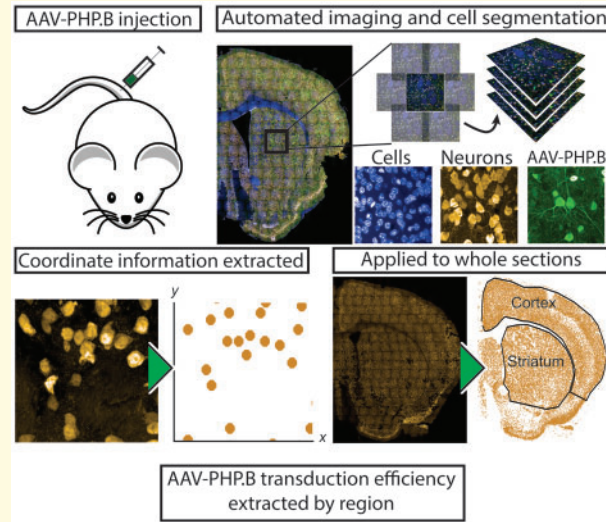 AAV-PHP.B injection
Automated imaging and cell segmentation
Cells
Neurons
AAV-PHP.B
Coordinate information extracted
Applied to whole sections
y
x
Cortex
Striatum
AAV-PHP.B transduction efficiency
extracted by region